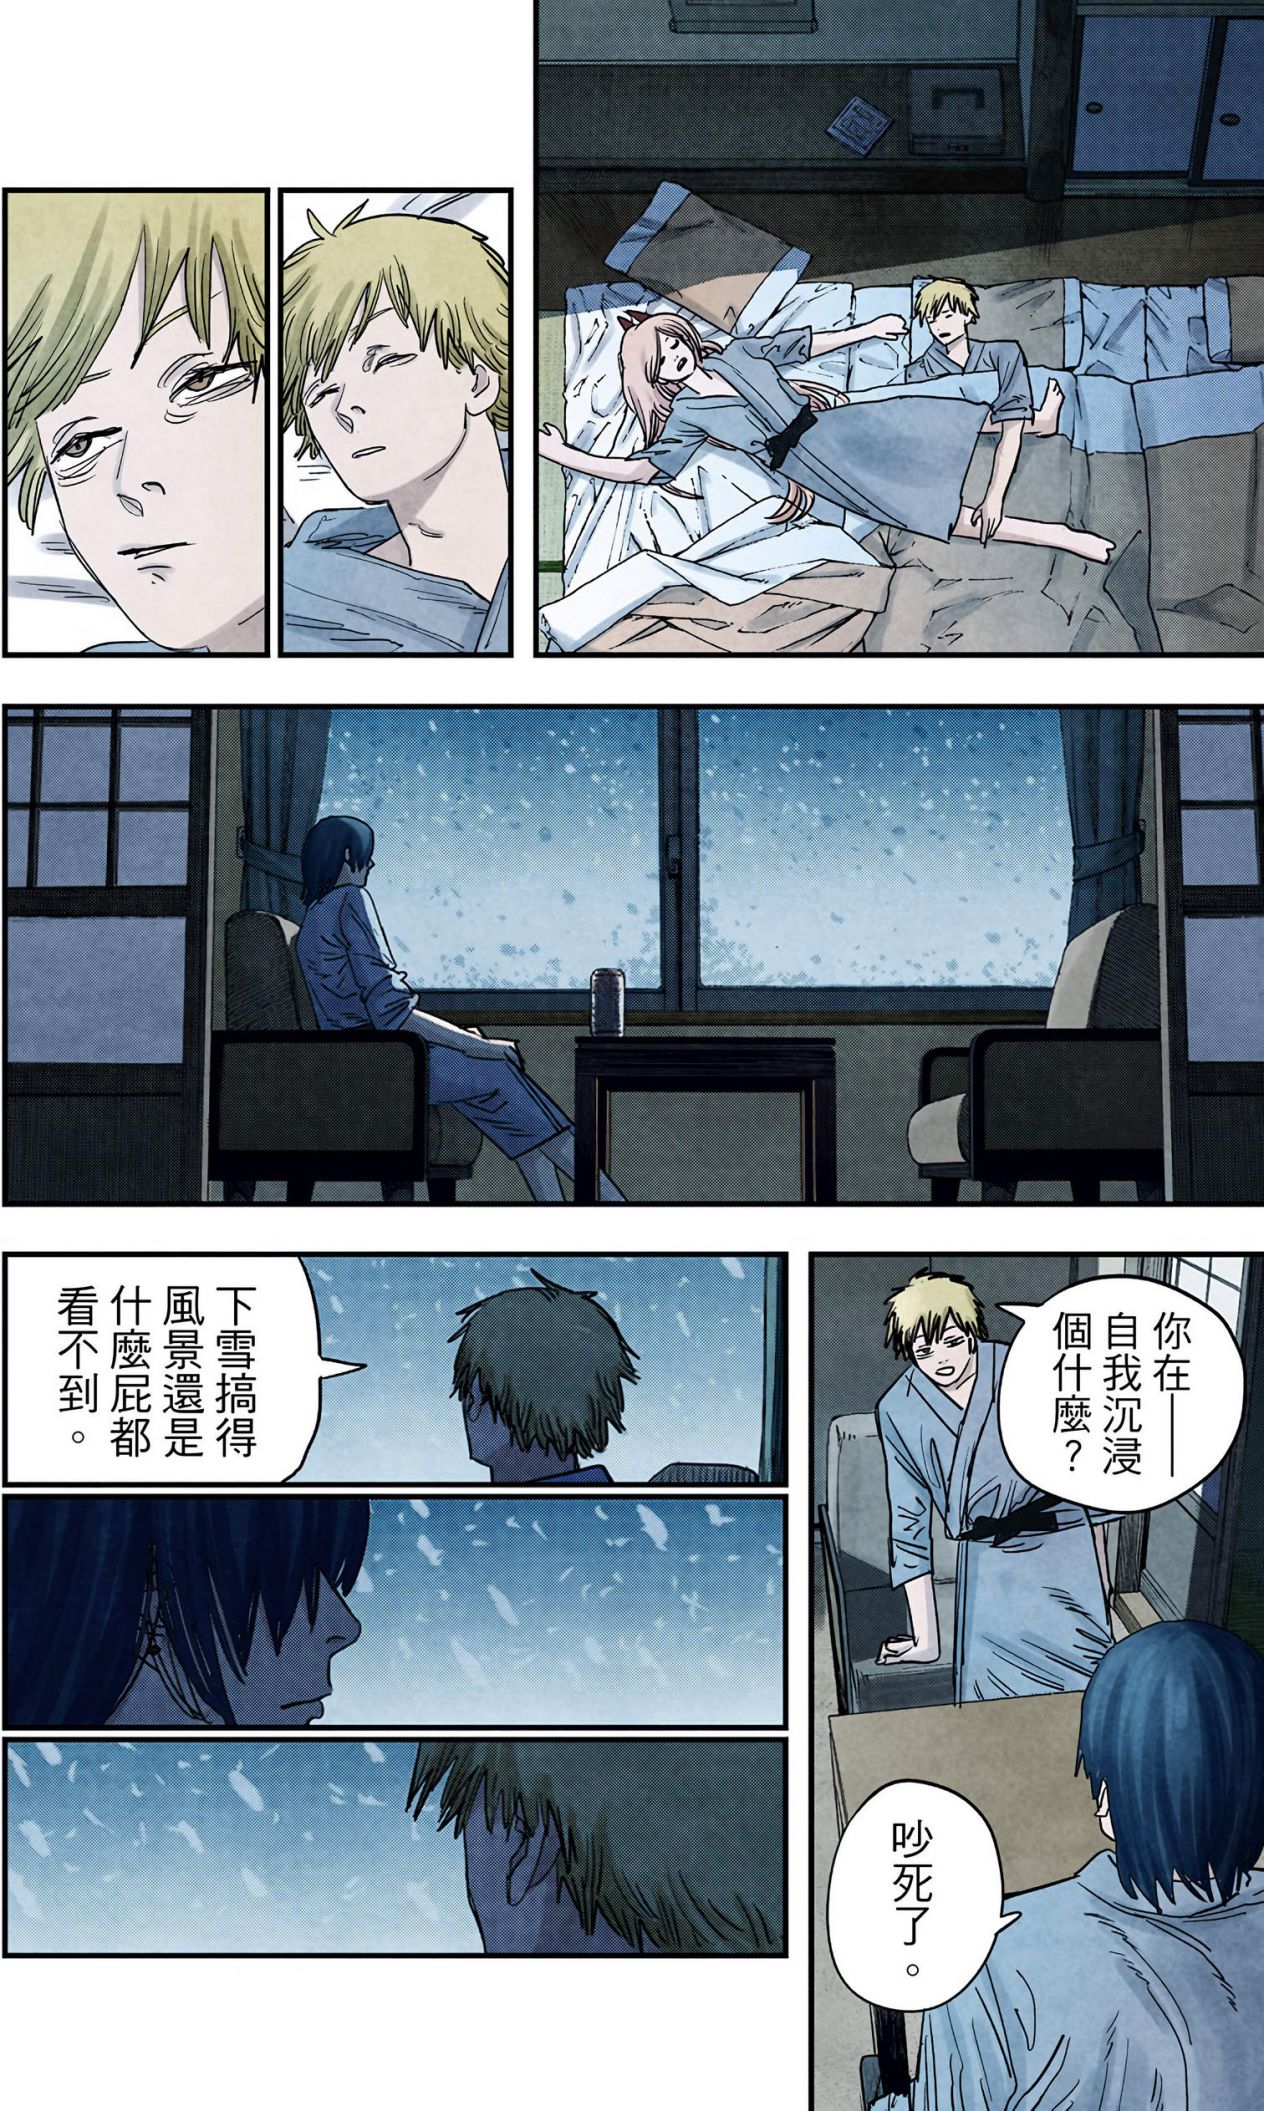 你在——
自我沉浸
個什麼？
吵死了。
下雪搞得
風景還是
什麼屁都
看不到。